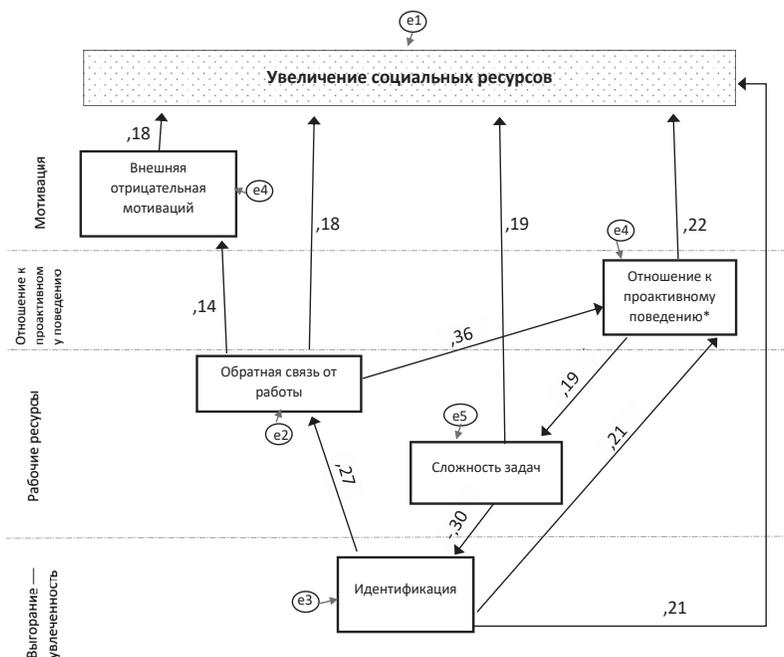 e1
Увеличение социальных ресурсов
,18
Мотивация
Внешняя
отрицательная
мотиваций
e4
,18
,19
e4
,22
Отношение к
проактивном
у поведению
,14
Отношение к
проактивному
поведению*
,36
Рабочие ресурсы
Обратная связь от
работы
e2
,19
e5
,21
Сложность задач
,27
-,30
Выгорание —
увлеченность
Идентификация
e3
,21